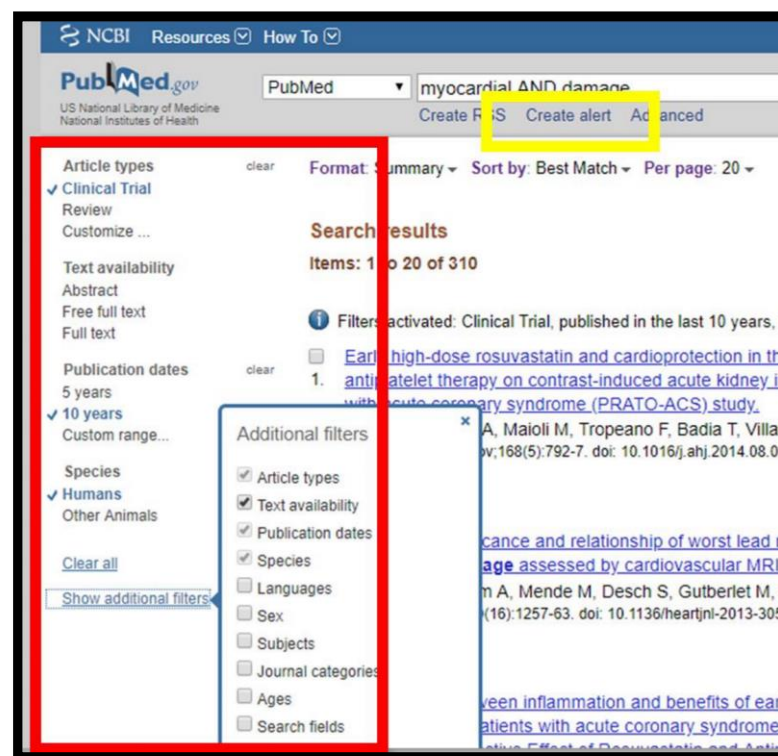 NCBI Resources How To
PubMed.gov
US National Library of Medicine
National Institutes of Health
PubMed
myocardial AND damage
Create RSS Create alert Advanced
Article types clear
Clinical Trial
Review
Customize ...
Text availability
Abstract
Free full text
Full text
Publication dates clear
5 years
10 years
Custom range...
Species
Humans
Other Animals
Clear all
Show additional filters
Additional filters ×
Article types
Text availability
Publication dates
Species
Languages
Sex
Subjects
Journal categories
Ages
Search fields
Format: Summary Sort by: Best Match Per page: 20
Search results
Items: 1 to 20 of 310
Filters activated: Clinical Trial, published in the last 10 years,
Early high-dose rosuvastatin and cardioprotection in th
1. antiplatelet therapy on contrast-induced acute kidney i
with acute coronary syndrome (PRATO-ACS) study.
A, Maioli M, Tropeano F, Badia T, Villa
v;168(5):792-7. doi: 10.1016/j.ahj.2014.08.0
cance and relationship of worst lead
age assessed by cardiovascular MRI
m A, Mende M, Desch S, Gutberlet M,
(16):1257-63. doi: 10.1136/heartjnl-2013-305
veen inflammation and benefits of ear
atients with acute coronary syndrome